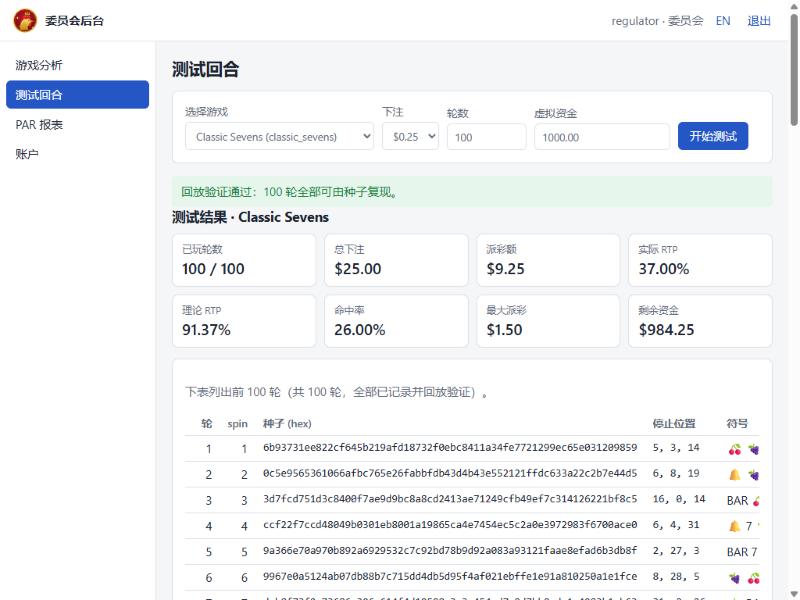 委员会后台
regulator · 委员会 EN 退出
游戏分析
测试回合
PAR 报表
账户
测试回合
选择游戏 下注 轮数 虚拟资金
Classic Sevens (classic_sevens) $0.25 100 1000.00 开始测试
回放验证通过：100 轮全部可由种子复现。
测试结果 · Classic Sevens
已玩轮数 总下注 派彩额 实际 RTP
100 / 100 $25.00 $9.25 37.00%
理论 RTP 命中率 最大派彩 剩余资金
91.37% 26.00% $1.50 $984.25
下表列出前 100 轮（共 100 轮，全部已记录并回放验证）。
轮 spin 种子 (hex) 停止位置 符号
1 1 6b93731ee822cf645b219afd18732f0ebc8411a34fe7721299ec65e031209859 5, 3, 14
2 2 0c5e9565361066afbc765e26fabbfdb43d4b43e552121ffdc633a22c2b7e44d5 6, 8, 19
3 3 3d7fcd751d3c8400f7ae9d9bc8a8cd2413ae71249cfb49ef7c314126221bf8c5 16, 0, 14 BAR
4 4 ccf22f7ccd48049b0301eb8001a19865ca4e7454ec5c2a0e3972983f6700ace0 6, 4, 31 7
5 5 9a366e70a970b892a6929532c7c92bd78b9d92a083a93121faae8efad6b3db8f 2, 27, 3 BAR 7
6 6 9967e0a5124ab07db88b7c715dd4db5d95f4af021ebffe1e91a810250a1e1fce 8, 28, 5